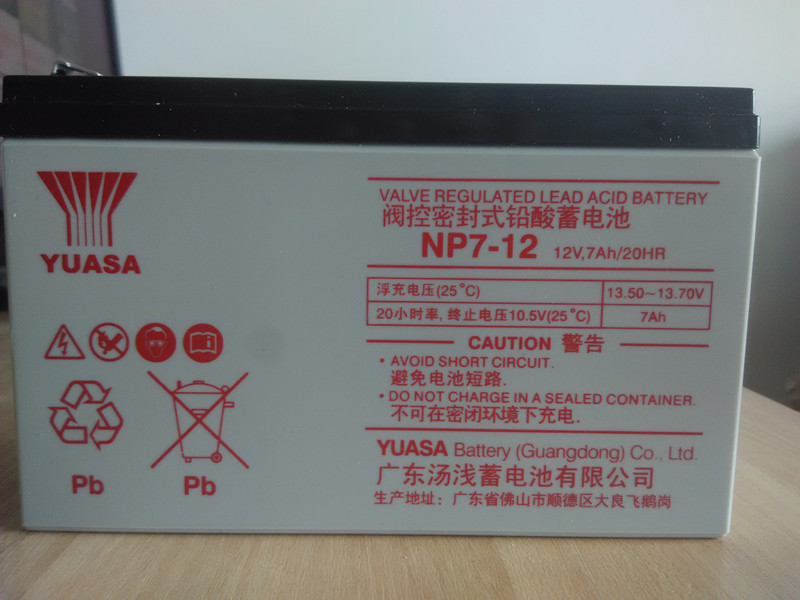 YUASA
Pb
Pb
VALVE REGULATED LEAD ACID BATTERY
阀控密封式铅酸蓄电池
NP7-12 12V,7Ah/20HR
浮充电压(25°C) 13.50~13.70V
20小时率, 终止电压10.5V(25°C) 7Ah
CAUTION 警告
• AVOID SHORT CIRCUIT.
避免电池短路.
• DO NOT CHARGE IN A SEALED CONTAINER.
不可在密闭环境下充电.
YUASA Battery (Guangdong) Co., Ltd.
广东汤浅蓄电池有限公司
生产地址: 广东省佛山市顺德区大良飞鹅岗